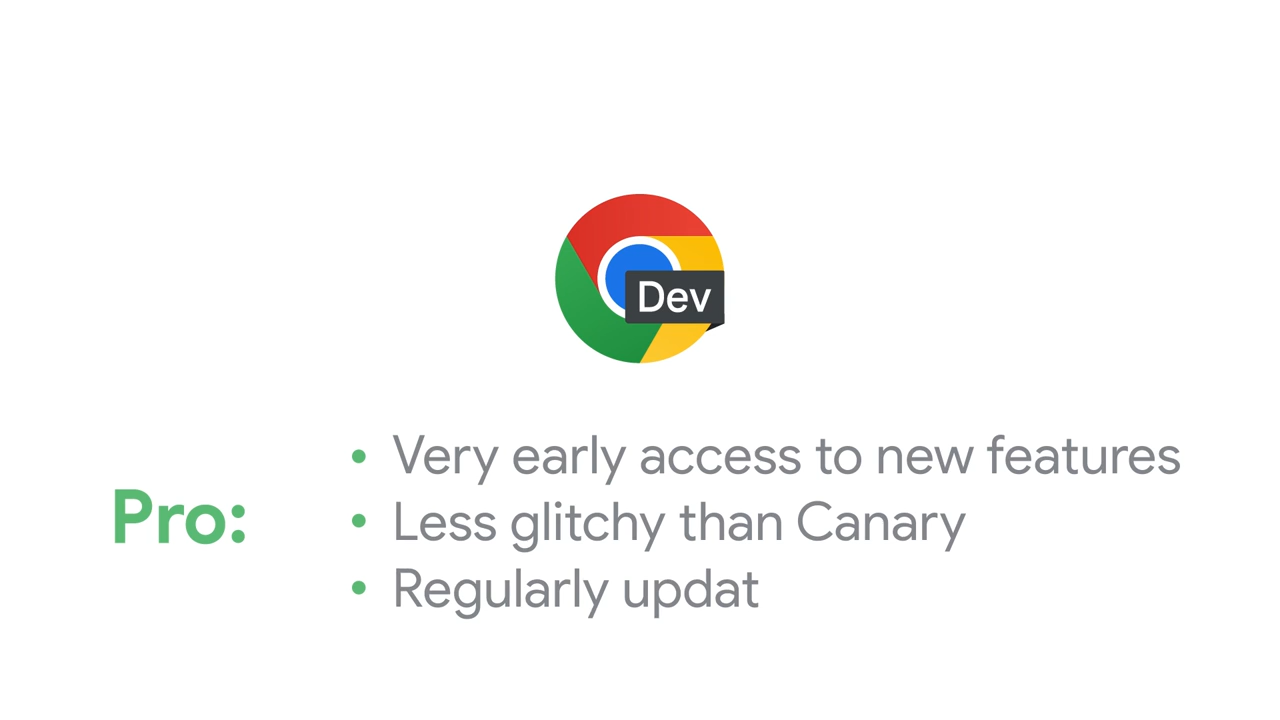 Dev
Very early access to new features
Pro:
Less glitchy than Canary
Regularly updat